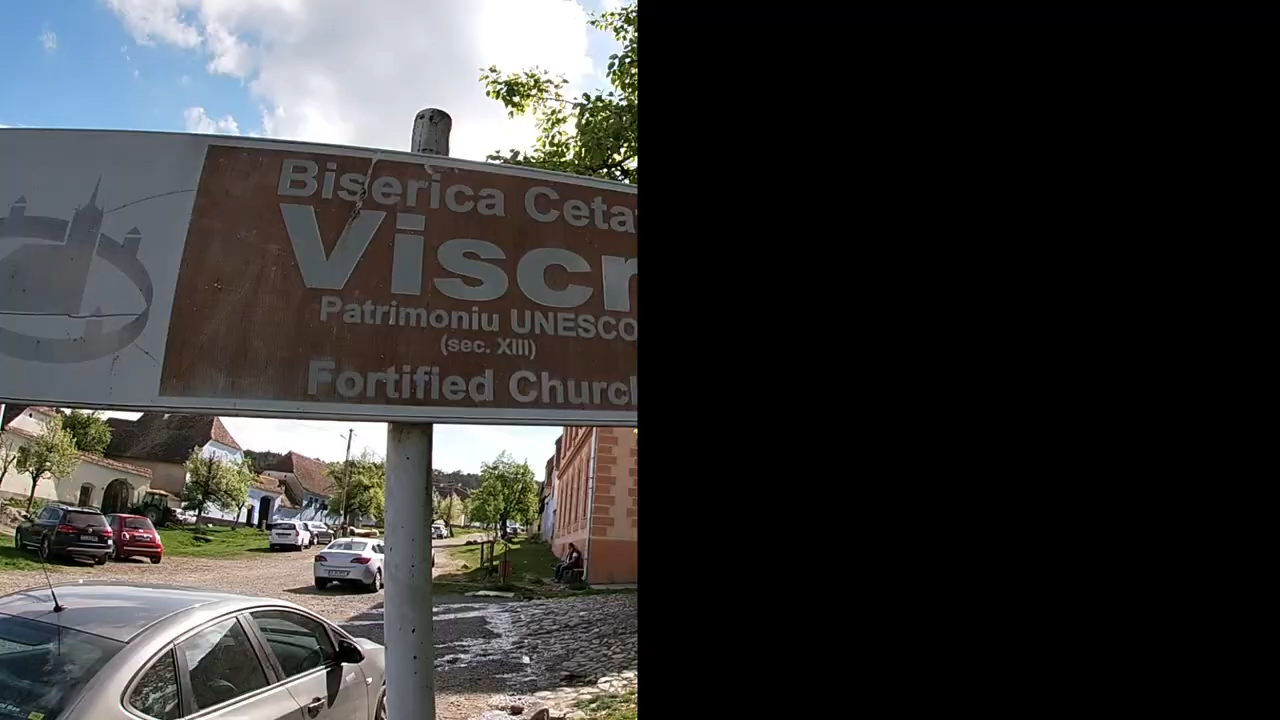 Biserica Ceta
Viscr
Patrimoniu UNESCO
(sec. XIII)
Fortified Church